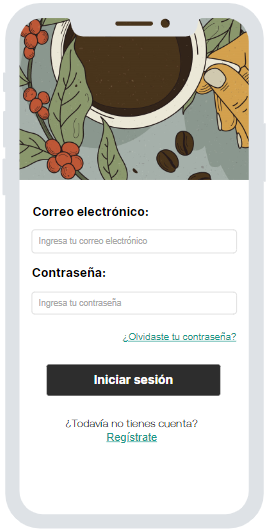 Correo electrónico:
Ingresa tu correo electrónico
Contraseña:
Ingresa tu contraseña
¿Olvidaste tu contraseña?
Iniciar sesión
¿Todavía no tienes cuenta?
Regístrate